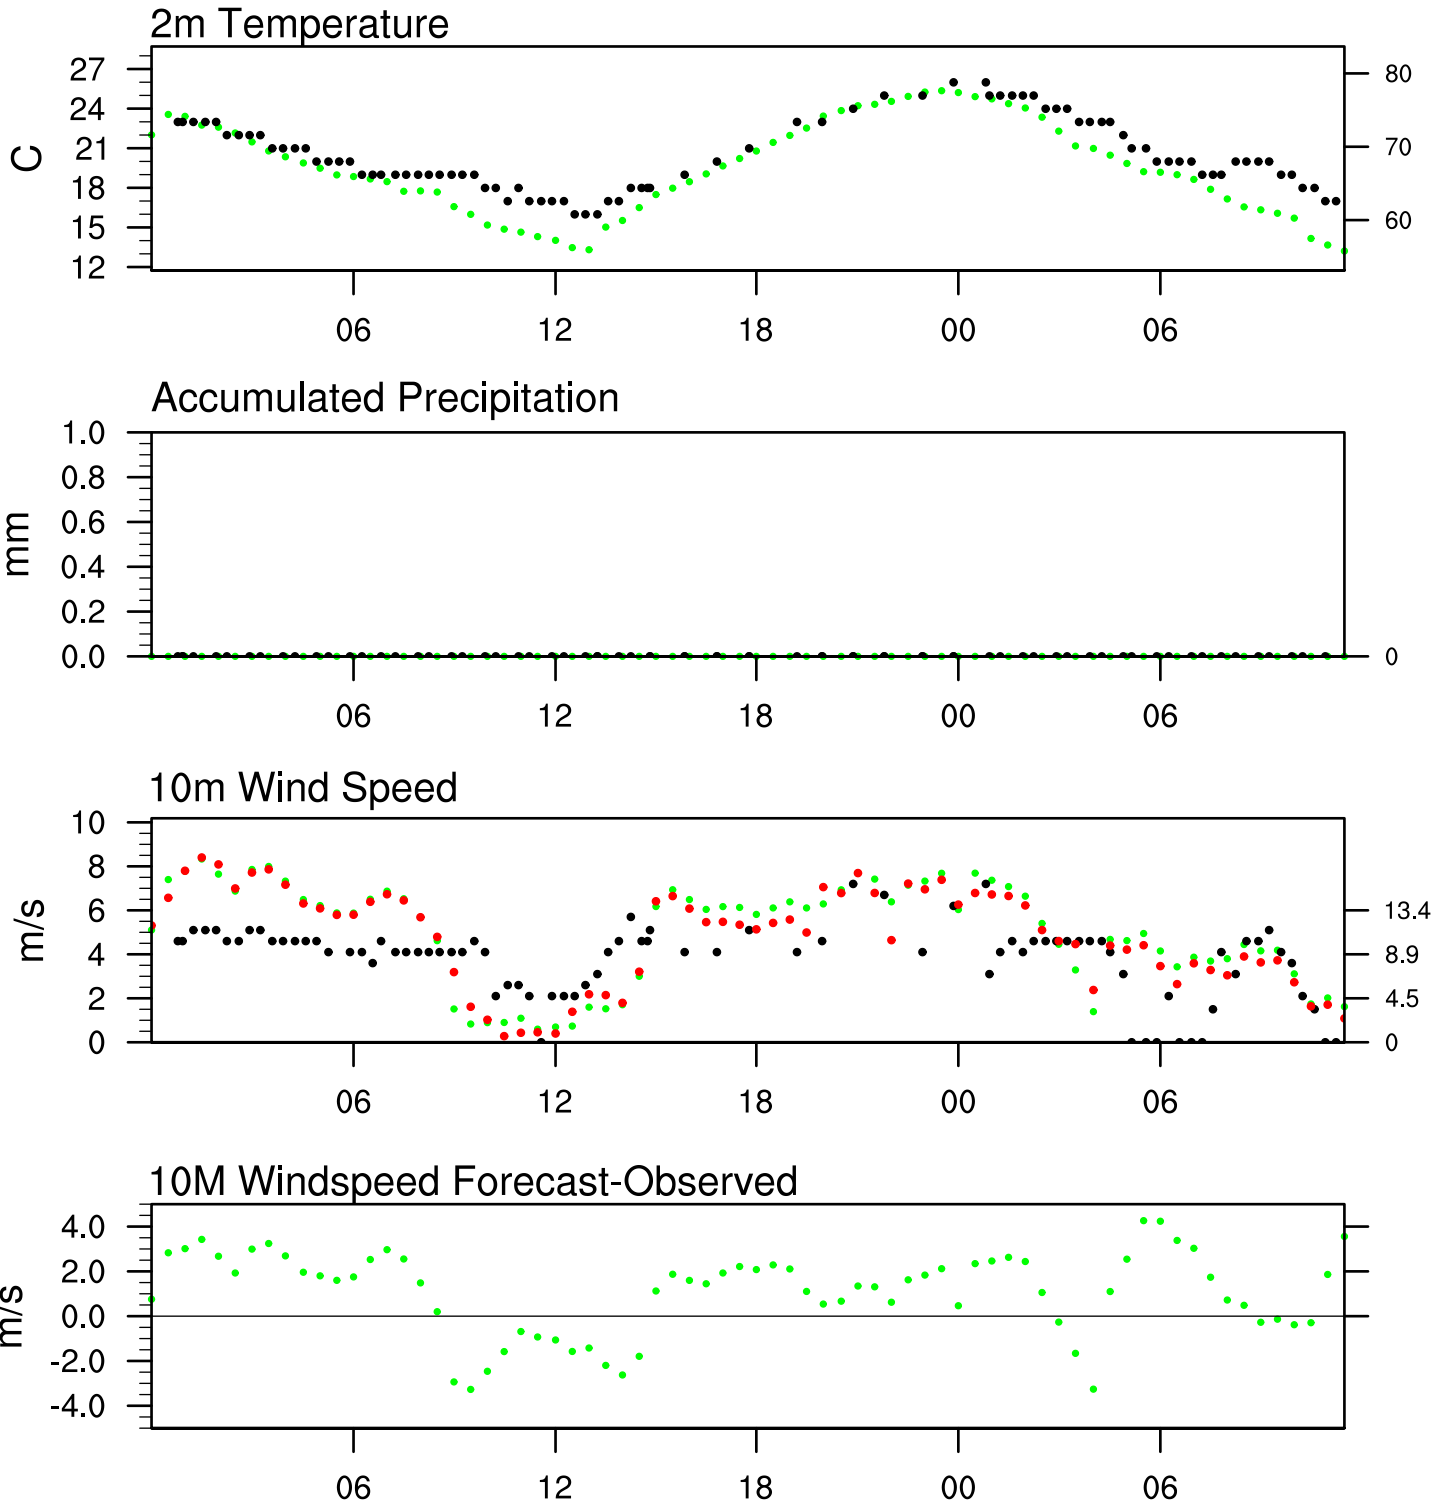 2m Temperature
27
24
21
18
15
12
C
80
70
60
06 12 18 00 06
Accumulated Precipitation
1.0
0.8
0.6
0.4
0.2
0.0
mm
0
06 12 18 00 06
10m Wind Speed
10
8
6
4
2
0
m/s
13.4
8.9
4.5
0
06 12 18 00 06
10M Windspeed Forecast-Observed
4.0
2.0
0.0
-2.0
-4.0
m/s
06 12 18 00 06